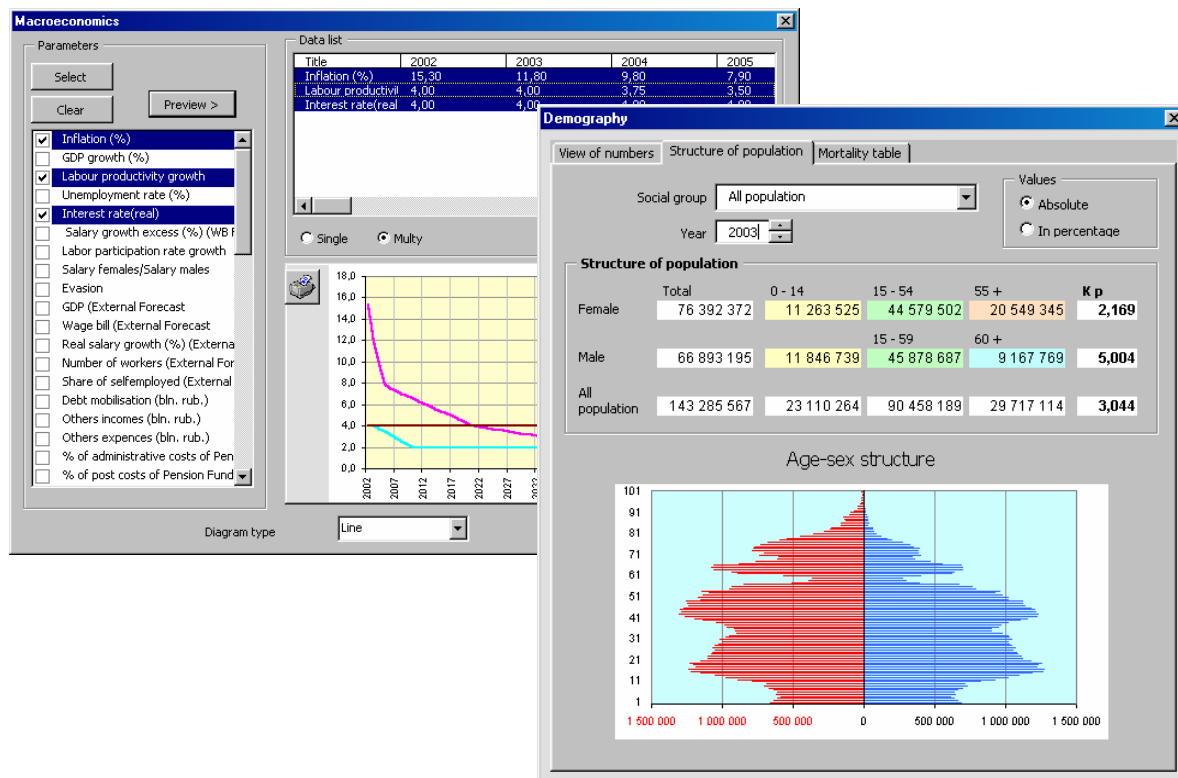 Macroeconomics
Parameters
Select
Clear
Preview >
Inflation (%)
GDP growth (%)
Labour productivity growth
Unemployment rate (%)
Interest rate(real)
Salary growth excess (%) (WB f
Labor participation rate growth
Salary females/Salary males
Evasion
GDP (External Forecast
Wage bill (External Forecast
Real salary growth (%) (Externa
Number of workers (External For
Share of selfemployed (External
Debt mobilisation (bln. rub.)
Others incomes (bln. rub.)
Others expences (bln. rub.)
% of administrative costs of Pen
% of post costs of Pension Fund
Data list
Title 2002 2003 2004 2005
Inflation (%) 15,30 11,80 9,80 7,90
Labour productivil 4,00 4,00 3,75 3,50
Interest rate(real 4,00 4,00
Single Multy
18,0
16,0
14,0
12,0
10,0
8,0
6,0
4,0
2,0
0,0
2002 2007 2012 2017 2022 2027
Diagram type Line
Demography
View of numbers Structure of population Mortality table
Social group All population
Year 2003
Values
Absolute
In percentage
Structure of population
Total 0 - 14 15 - 54 55 + K p
Female 76 392 372 11 263 525 44 579 502 20 549 345 2,169
15 - 59 60 +
Male 66 893 195 11 846 739 45 878 687 9 167 769 5,004
All
population 143 285 567 23 110 264 90 458 189 29 717 114 3,044
Age-sex structure
101
91
81
71
61
51
41
31
21
11
1
1 500 000 1 000 000 500 000 0 500 000 1 000 000 1 500 000